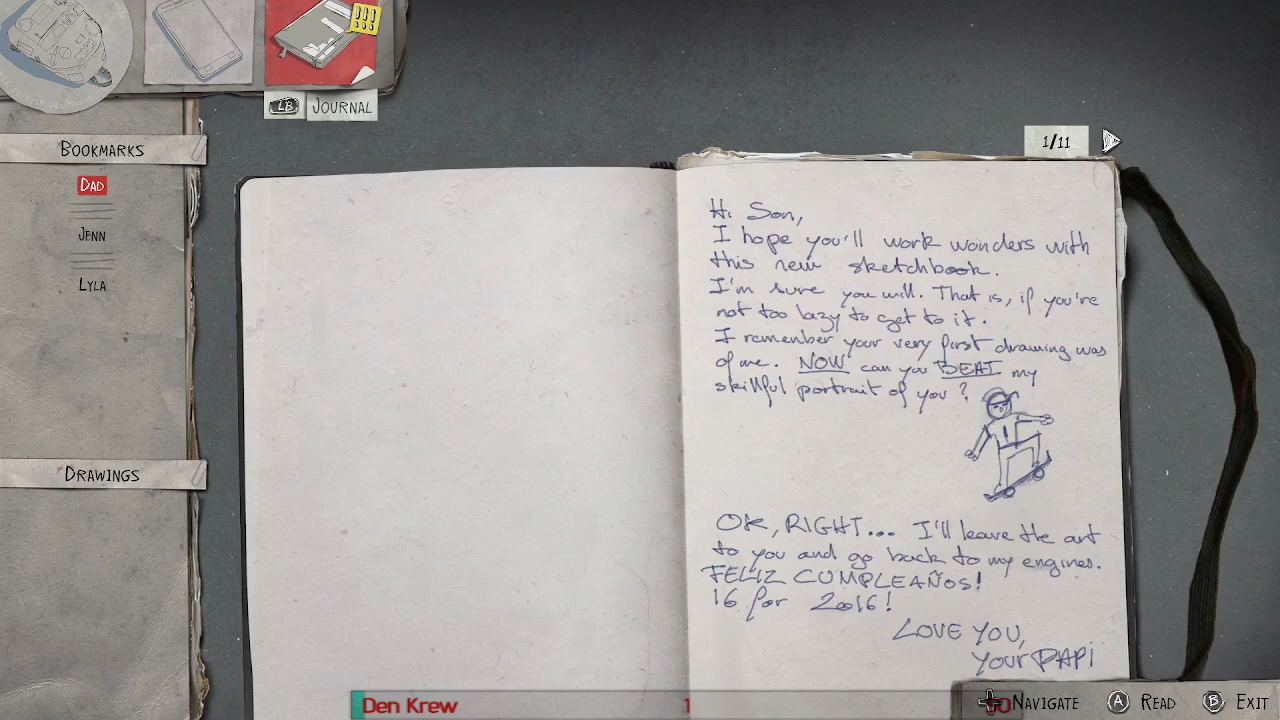 LB
JOURNAL
BOOKMARKS
DAD
JENN
LYLA
DRAWINGS
1/11
Hi Son,
I hope you'll work wonders with
this new sketchbook.
I'm sure you will. That is, if you're
not too lazy to get to it.
I remember your very first drawing was
of me. NOW can you BEAT my
skillful portrait of you?
OK, RIGHT... I'll leave the art
to you and go back to my engines.
FELIZ CUMPLEAÑOS!
16 for 2016!
LOVE YOU,
Your PAPI
Den Krew
1
NAVIGATE
A READ
B EXIT